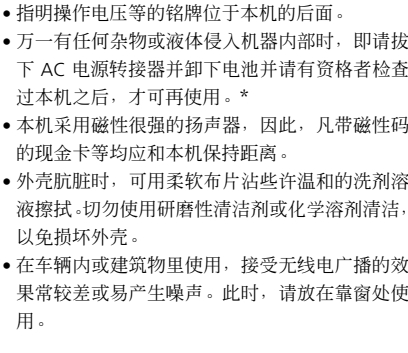 • 指明操作电压等的铭牌位于本机的后面。
• 万一有任何杂物或液体侵入机器内部时，即请拔
下 AC 电源转接器并卸下电池并请有资格者检查
过本机之后，才可再使用。*
• 本机采用磁性很强的扬声器，因此，凡带磁性码
的现金卡等均应和本机保持距离。
• 外壳肮脏时，可用柔软布片沾些许温和的洗剂溶
液擦拭。切勿使用研磨性清洁剂或化学溶剂清洁，
以免损坏外壳。
• 在车辆内或建筑物里使用，接受无线电广播的效
果常较差或易产生噪声。此时，请放在靠窗处使
用。